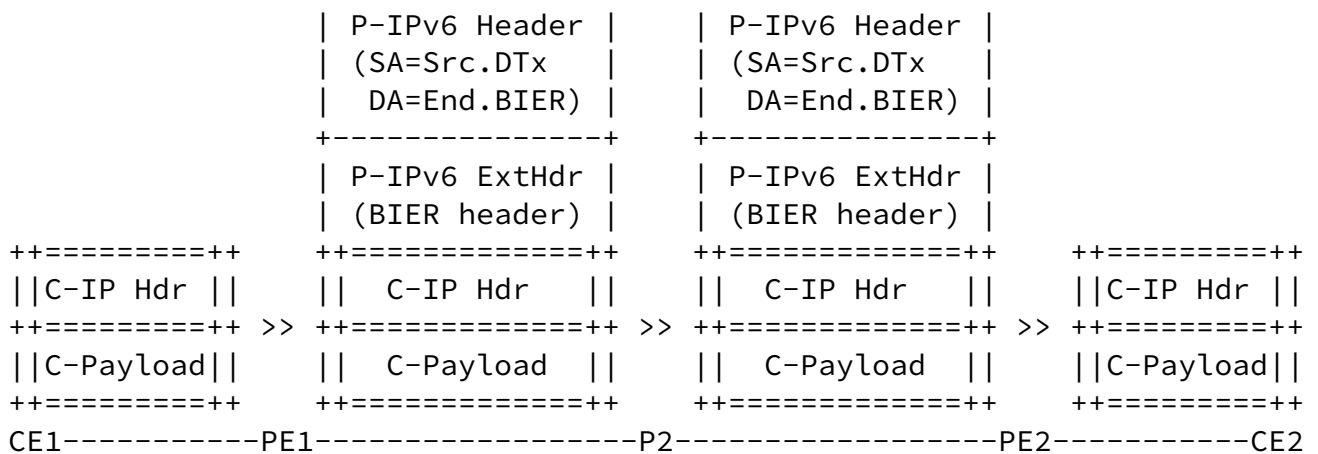 | P-IPv6 Header |     | P-IPv6 Header |
                | (SA=Src.DTx   |     | (SA=Src.DTx   |
                |  DA=End.BIER) |     |  DA=End.BIER) |
                +---------------+     +---------------+
                | P-IPv6 ExtHdr |     | P-IPv6 ExtHdr |
                | (BIER header) |     | (BIER header) |
++=========++    ++=============++    ++=============++    ++=========++
||C-IP Hdr ||    ||  C-IP Hdr   ||    ||  C-IP Hdr   ||    ||C-IP Hdr ||
++=========++ >> ++=============++ >> ++=============++ >> ++=========++
||C-Payload||    ||  C-Payload  ||    ||  C-Payload  ||    ||C-Payload||
++=========++    ++=============++    ++=============++    ++=========++
CE1-----------PE1------------------P2------------------PE2-----------CE2